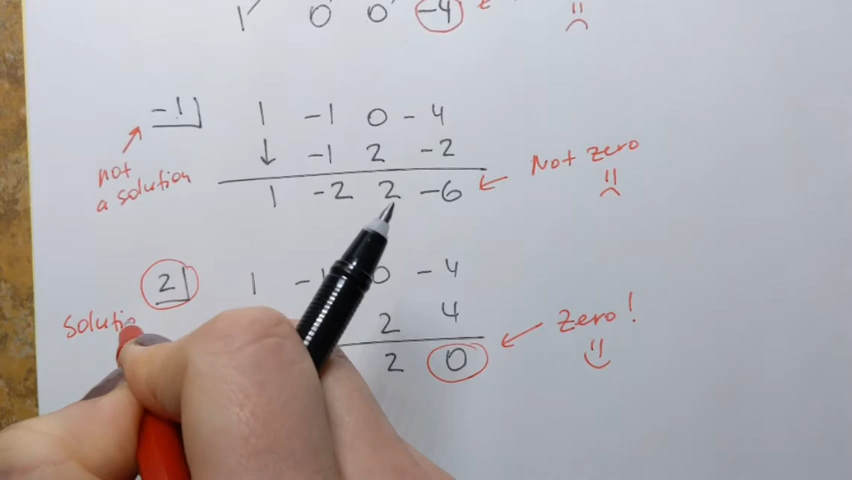 1 0 0 -4
-1 1 -1 0 -4
-1 2 -2
not a solution
Not zero
1 -2 2 -6
2 1 0 -4
Solutio
2 4
Zero!
2 0